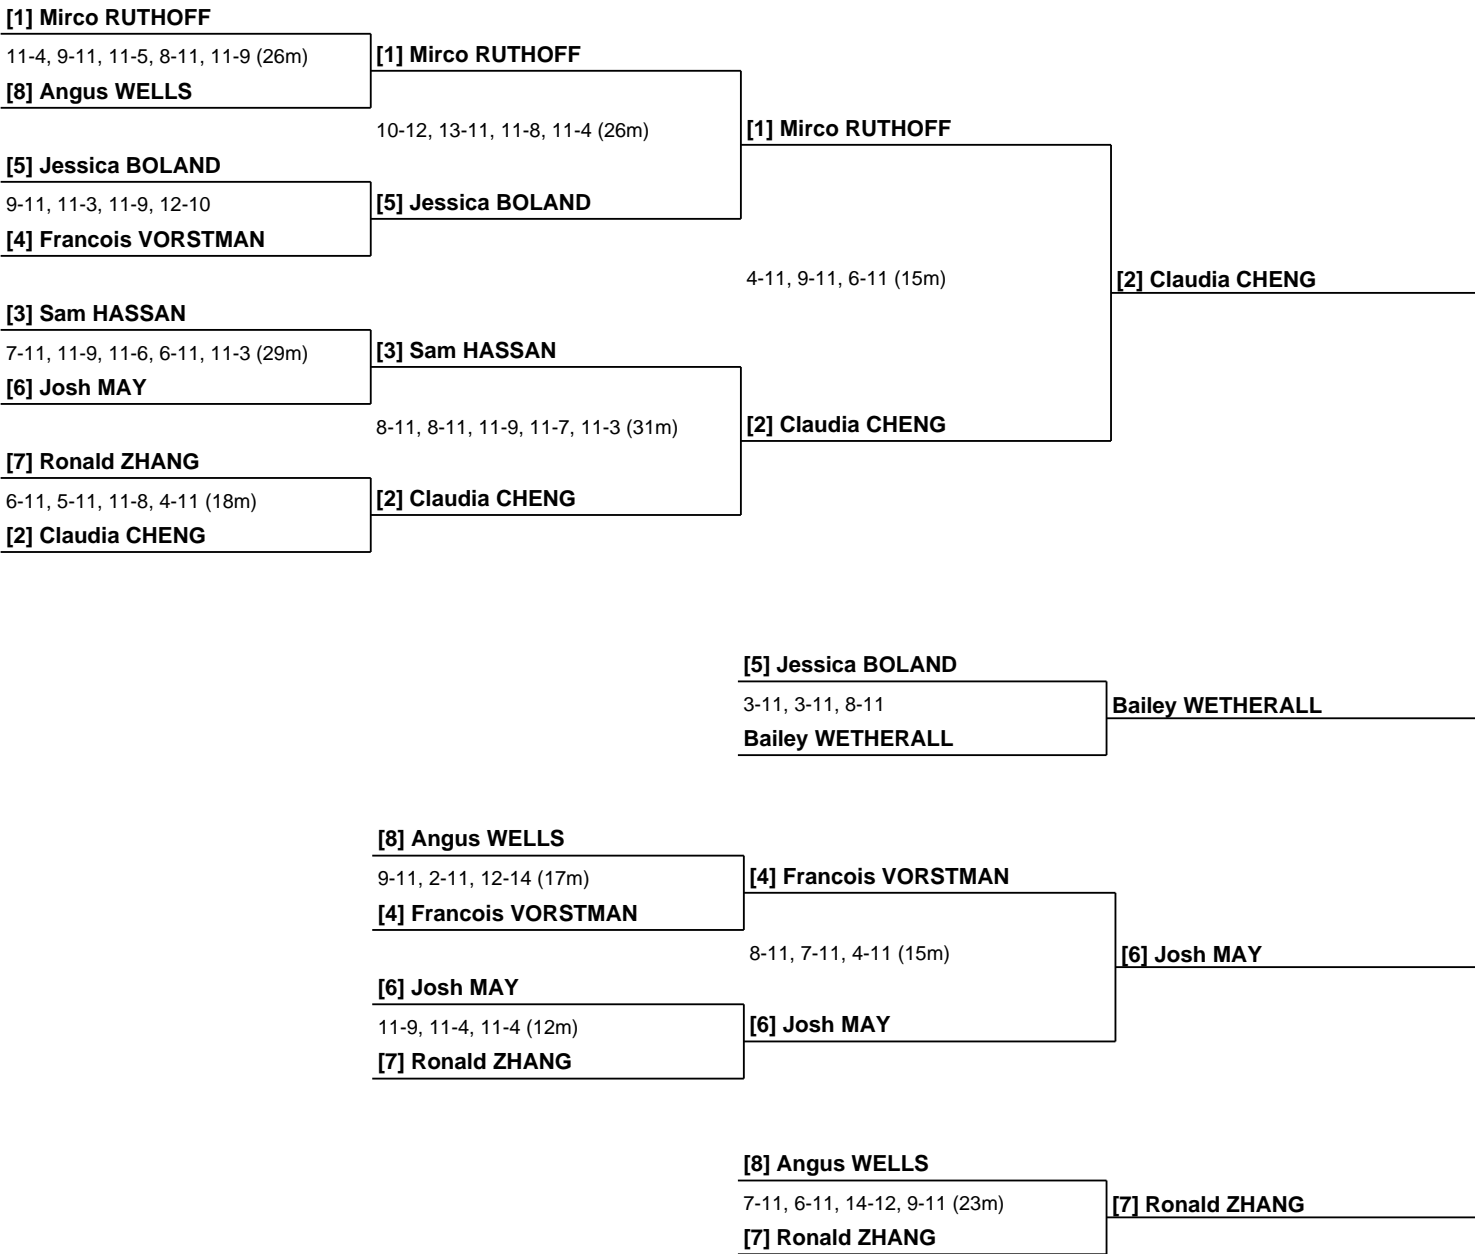 [1] Mirco RUTHOFF
11-4, 9-11, 11-5, 8-11, 11-9 (26m)
[8] Angus WELLS
[1] Mirco RUTHOFF
10-12, 13-11, 11-8, 11-4 (26m)
[1] Mirco RUTHOFF
[5] Jessica BOLAND
9-11, 11-3, 11-9, 12-10
[4] Francois VORSTMAN
[5] Jessica BOLAND
4-11, 9-11, 6-11 (15m)
[2] Claudia CHENG
[3] Sam HASSAN
7-11, 11-9, 11-6, 6-11, 11-3 (29m)
[6] Josh MAY
[3] Sam HASSAN
8-11, 8-11, 11-9, 11-7, 11-3 (31m)
[2] Claudia CHENG
[7] Ronald ZHANG
6-11, 5-11, 11-8, 4-11 (18m)
[2] Claudia CHENG
[2] Claudia CHENG
[5] Jessica BOLAND
3-11, 3-11, 8-11
Bailey WETHERALL
Bailey WETHERALL
[8] Angus WELLS
9-11, 2-11, 12-14 (17m)
[4] Francois VORSTMAN
[4] Francois VORSTMAN
8-11, 7-11, 4-11 (15m)
[6] Josh MAY
[6] Josh MAY
11-9, 11-4, 11-4 (12m)
[7] Ronald ZHANG
[6] Josh MAY
[8] Angus WELLS
7-11, 6-11, 14-12, 9-11 (23m)
[7] Ronald ZHANG
[7] Ronald ZHANG